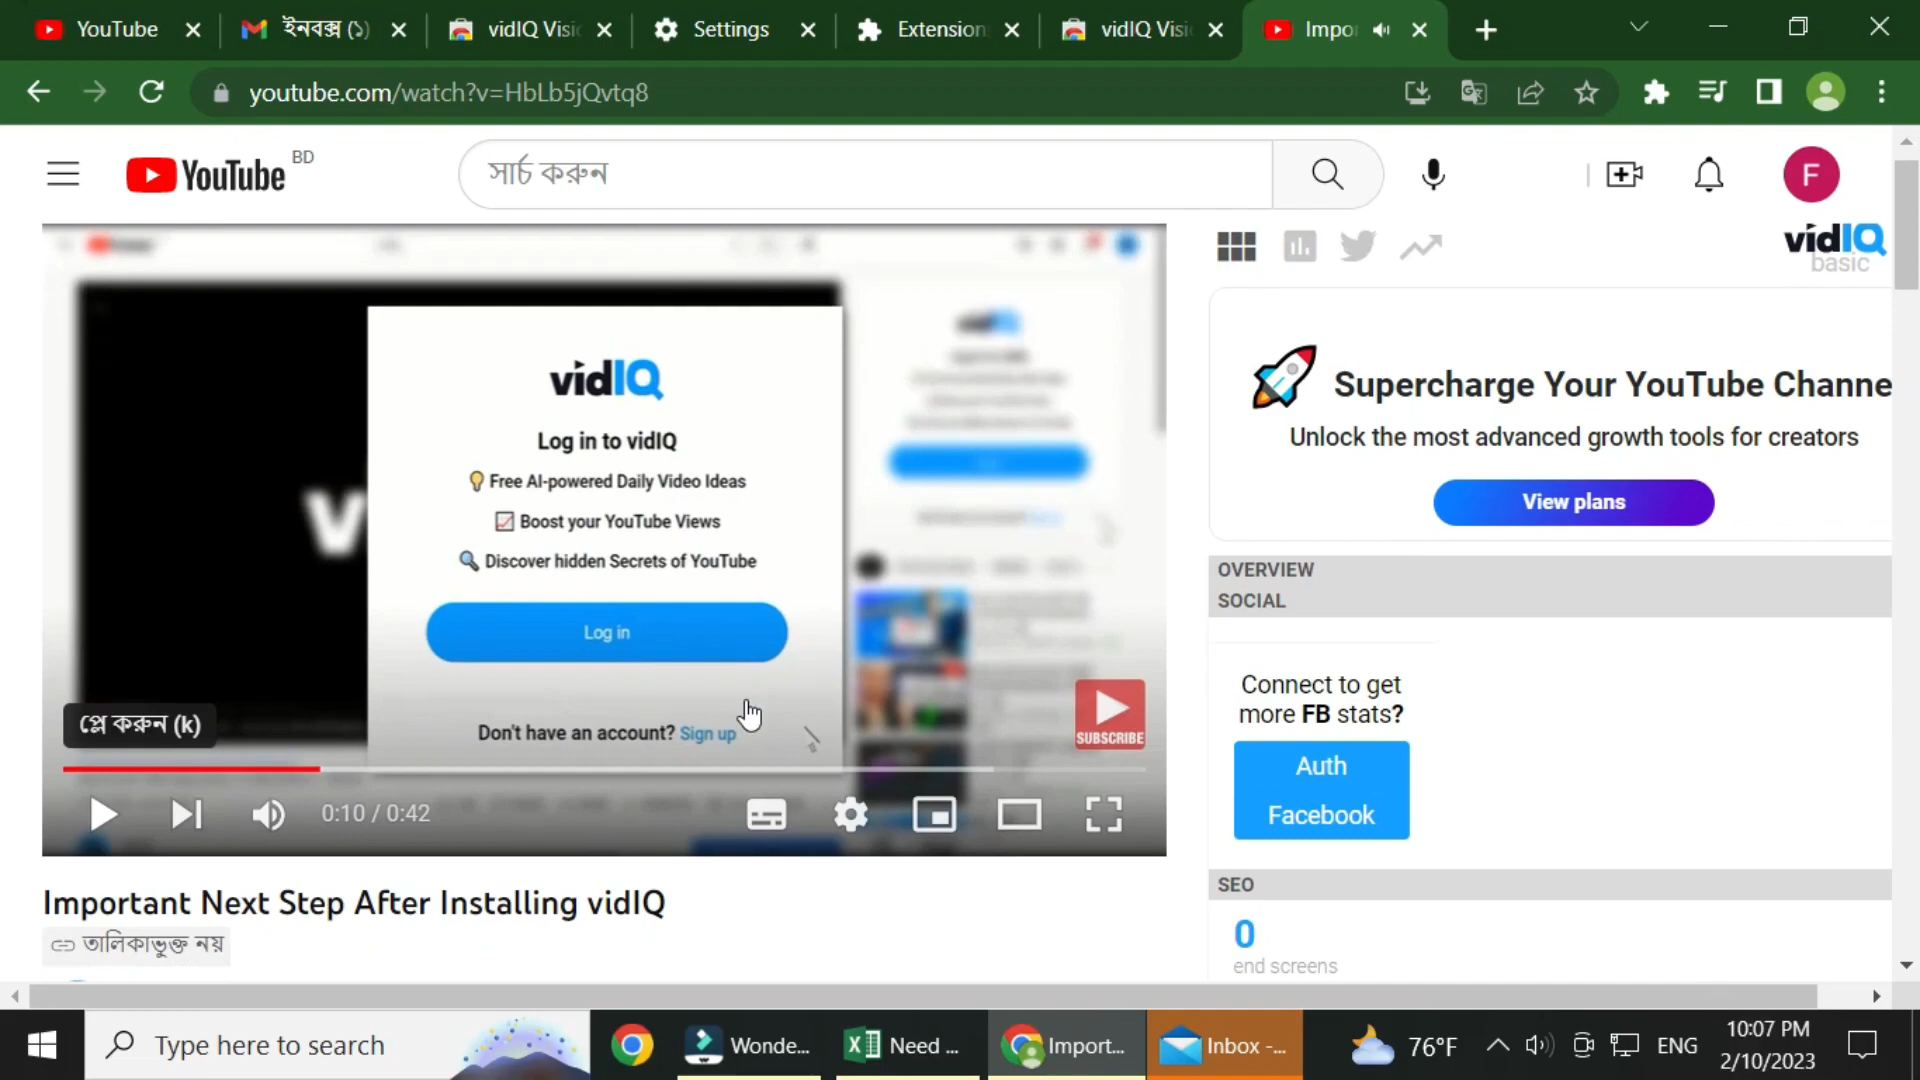 YouTube
ইনবক্স (১)
vidIQ Visi
Settings
Extension
vidIQ Visi
Impo
youtube.com/watch?v=HbLb5jQvtq8
YouTube BD
সার্চ করুন
F
vidIQ
basic
vidIQ
Log in to vidIQ
Free AI-powered Daily Video Ideas
Boost your YouTube Views
Discover hidden Secrets of YouTube
Log in
Don't have an account? Sign up
SUBSCRIBE
প্লে করুন (k)
0:10 / 0:42
Supercharge Your YouTube Channe
Unlock the most advanced growth tools for creators
View plans
OVERVIEW
SOCIAL
Connect to get
more FB stats?
Auth
Facebook
SEO
0
end screens
Important Next Step After Installing vidIQ
তালিকাভুক্ত নয়
Type here to search
Wonde...
Need ...
Import...
Inbox -...
76°F
ENG
10:07 PM
2/10/2023